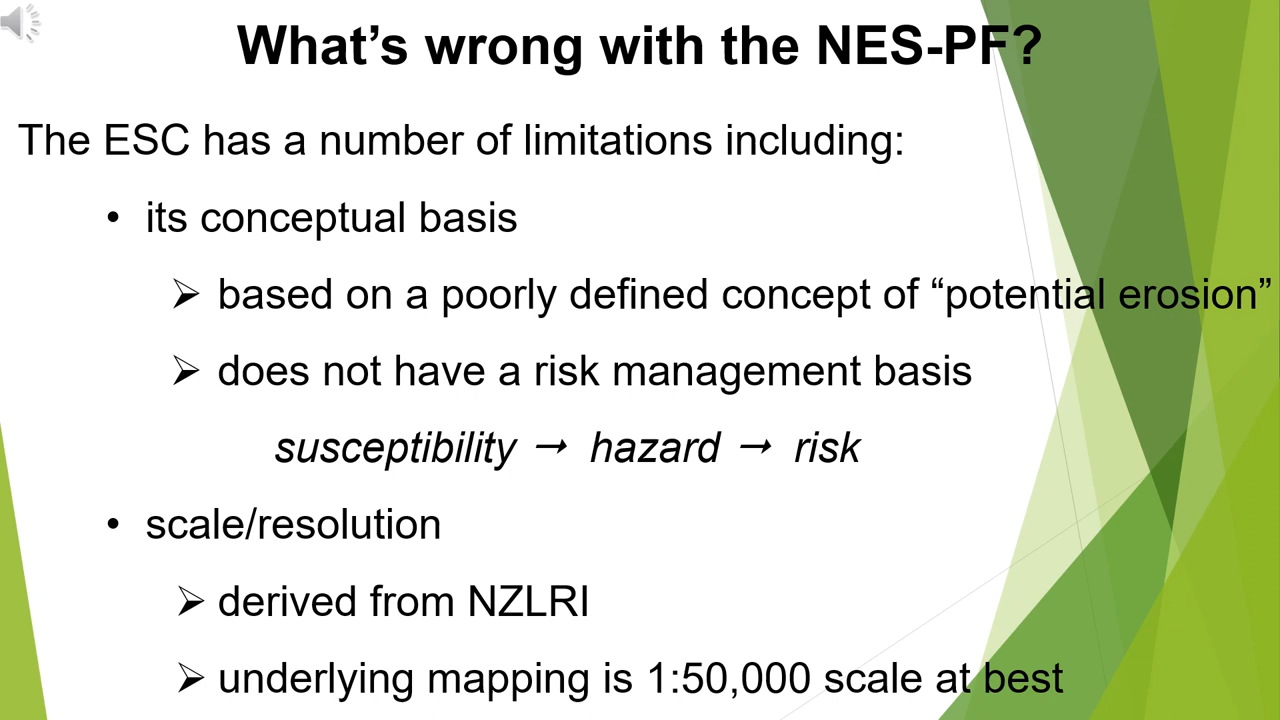 What’s wrong with the NES-PF?
The ESC has a number of limitations including:
• its conceptual basis
➢ based on a poorly defined concept of “potential erosion”
➢ does not have a risk management basis
susceptibility → hazard → risk
• scale/resolution
➢ derived from NZLRI
➢ underlying mapping is 1:50,000 scale at best